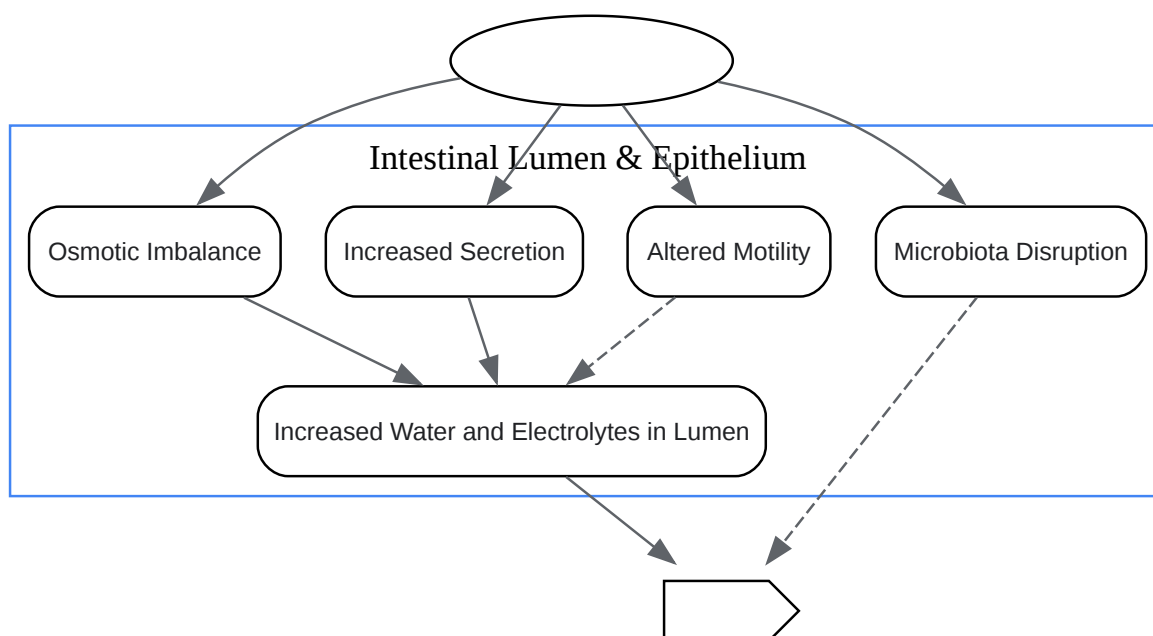 Intestinal Lumen & Epithelium
Osmotic Imbalance
Increased Secretion
Altered Motility
Microbiota Disruption
Increased Water and Electrolytes in Lumen